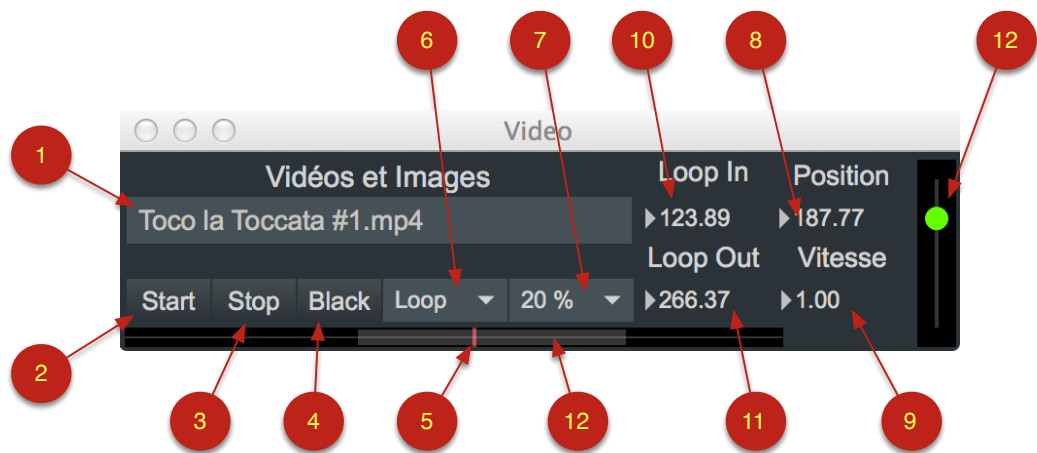 6 7 10 8 12
Video
1
Vidéos et Images Loop In Position
Toco la Toccata #1.mp4 123.89 187.77
Loop Out Vitesse
Start Stop Black Loop 20 % 266.37 1.00
2
3 4 5 12 11 9